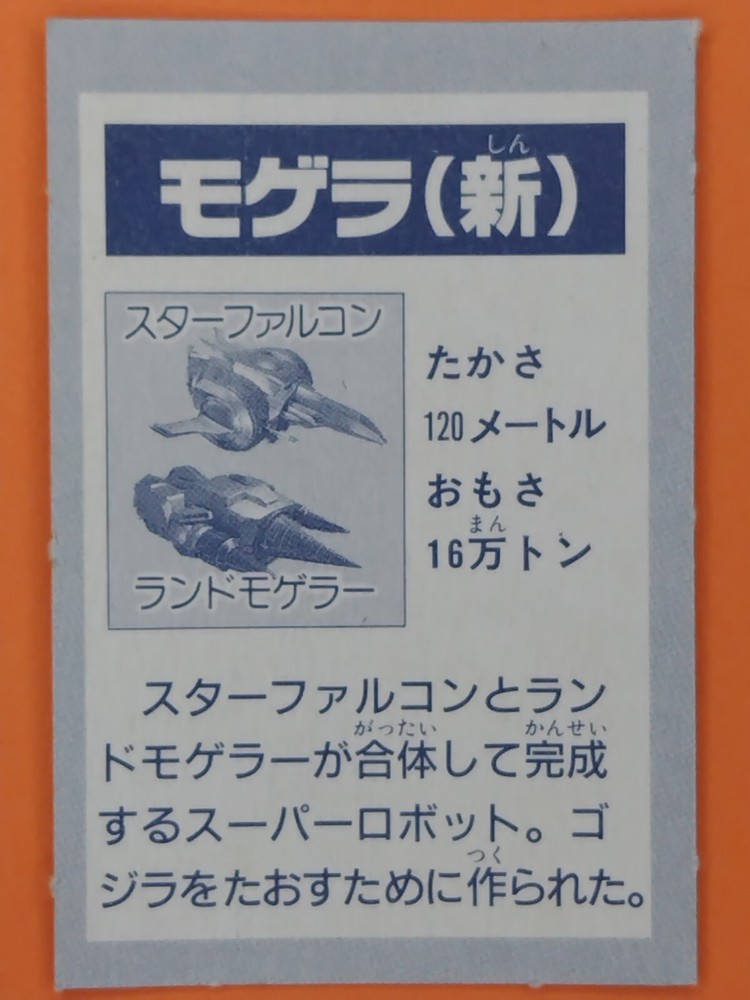 モゲラ(新)
しん
スターファルコン
ランドモゲラー
たかさ
120メートル
おもさ
16万トン
まん
スターファルコンとラン
ドモゲラーが合体して完成
がったい かんせい
するスーパーロボット。ゴ
ジラをたおすために作られた。
つく